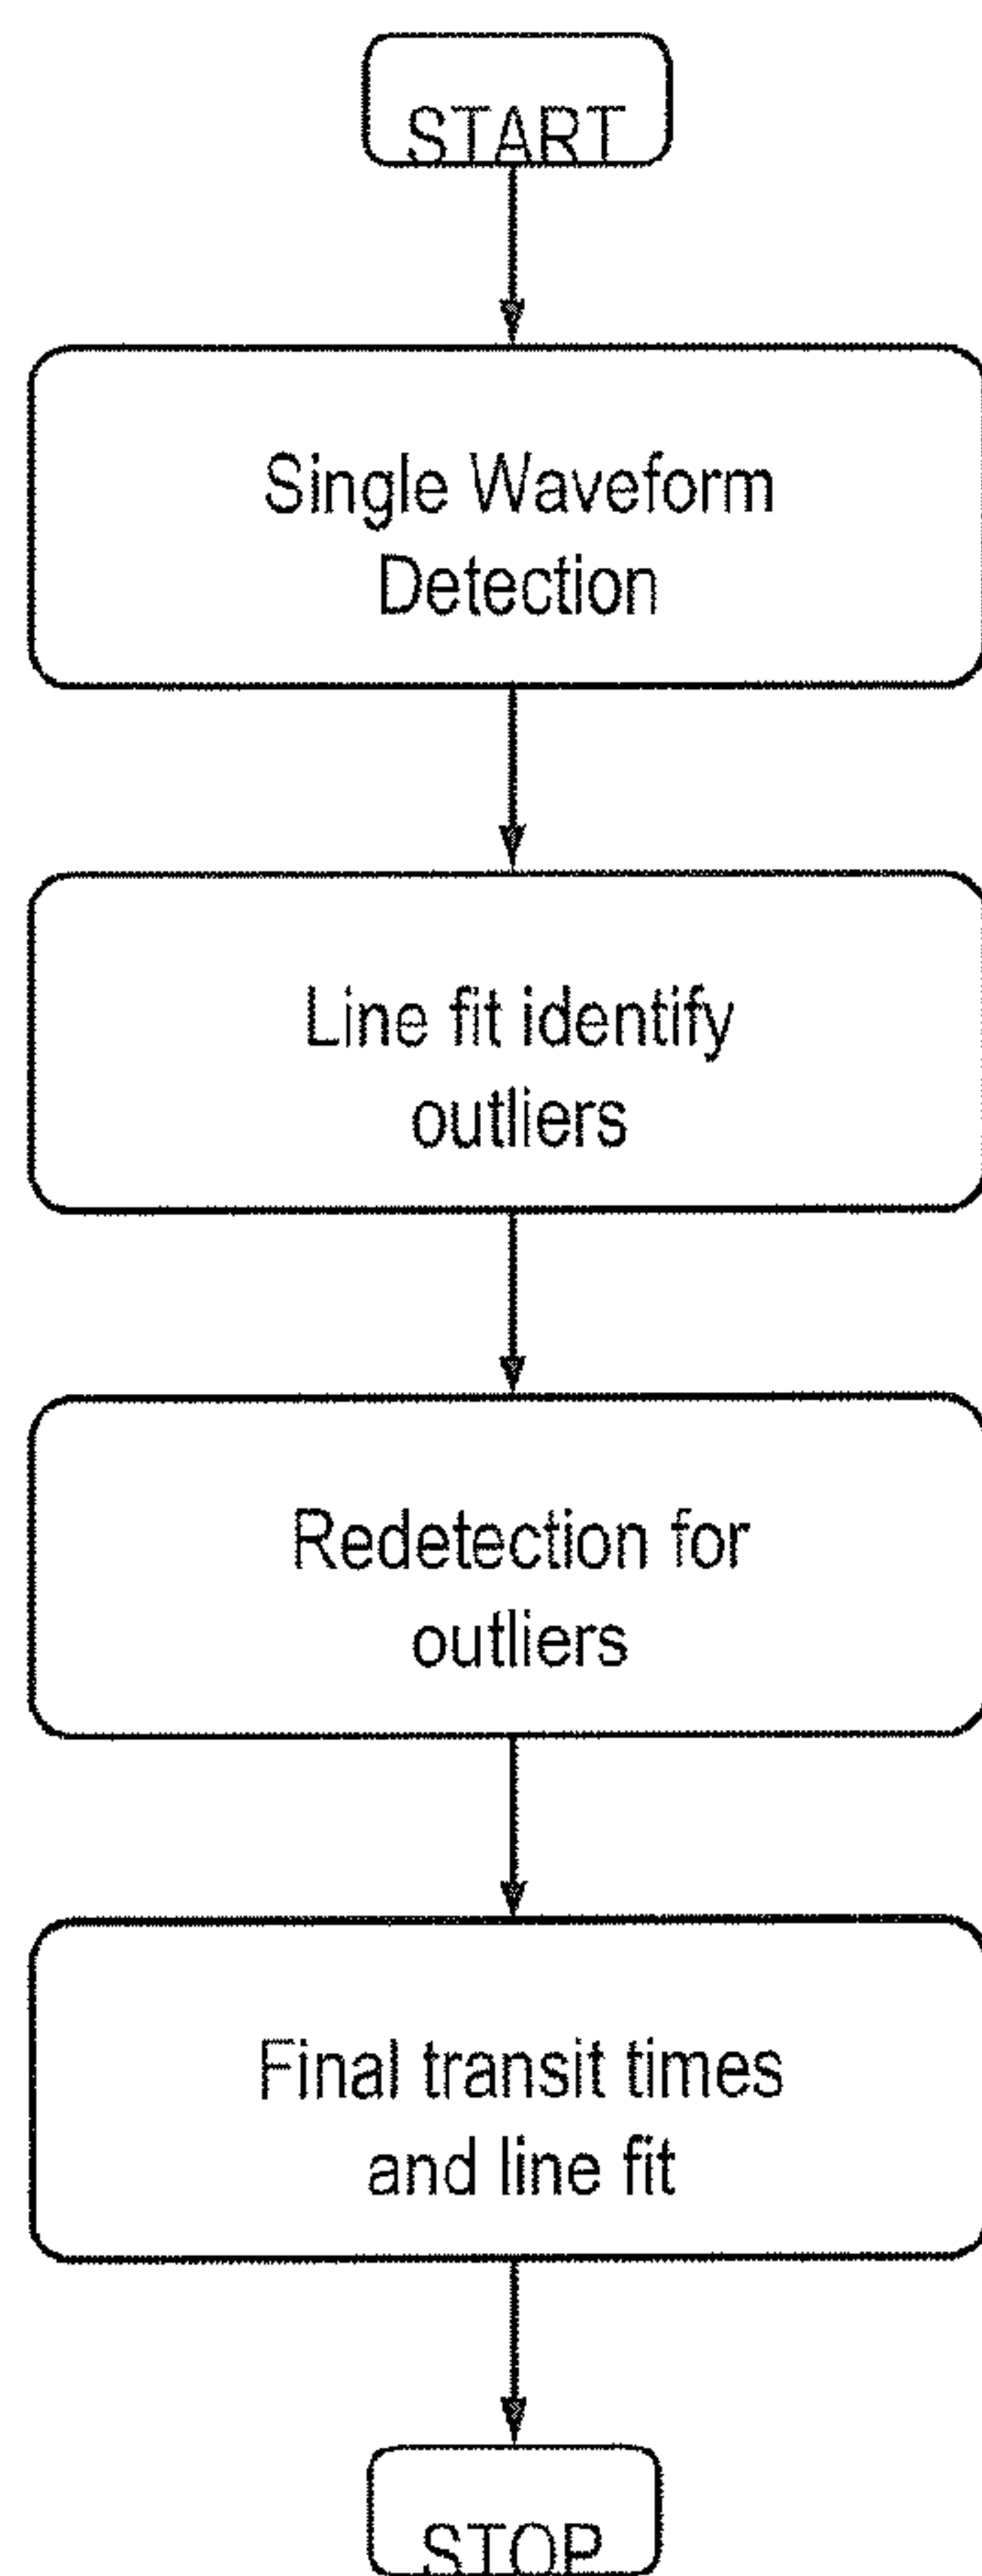 START
Single Waveform
Detection
Line fit identify
outliers
Redetection for
outliers
Final transit times
and line fit
STOP